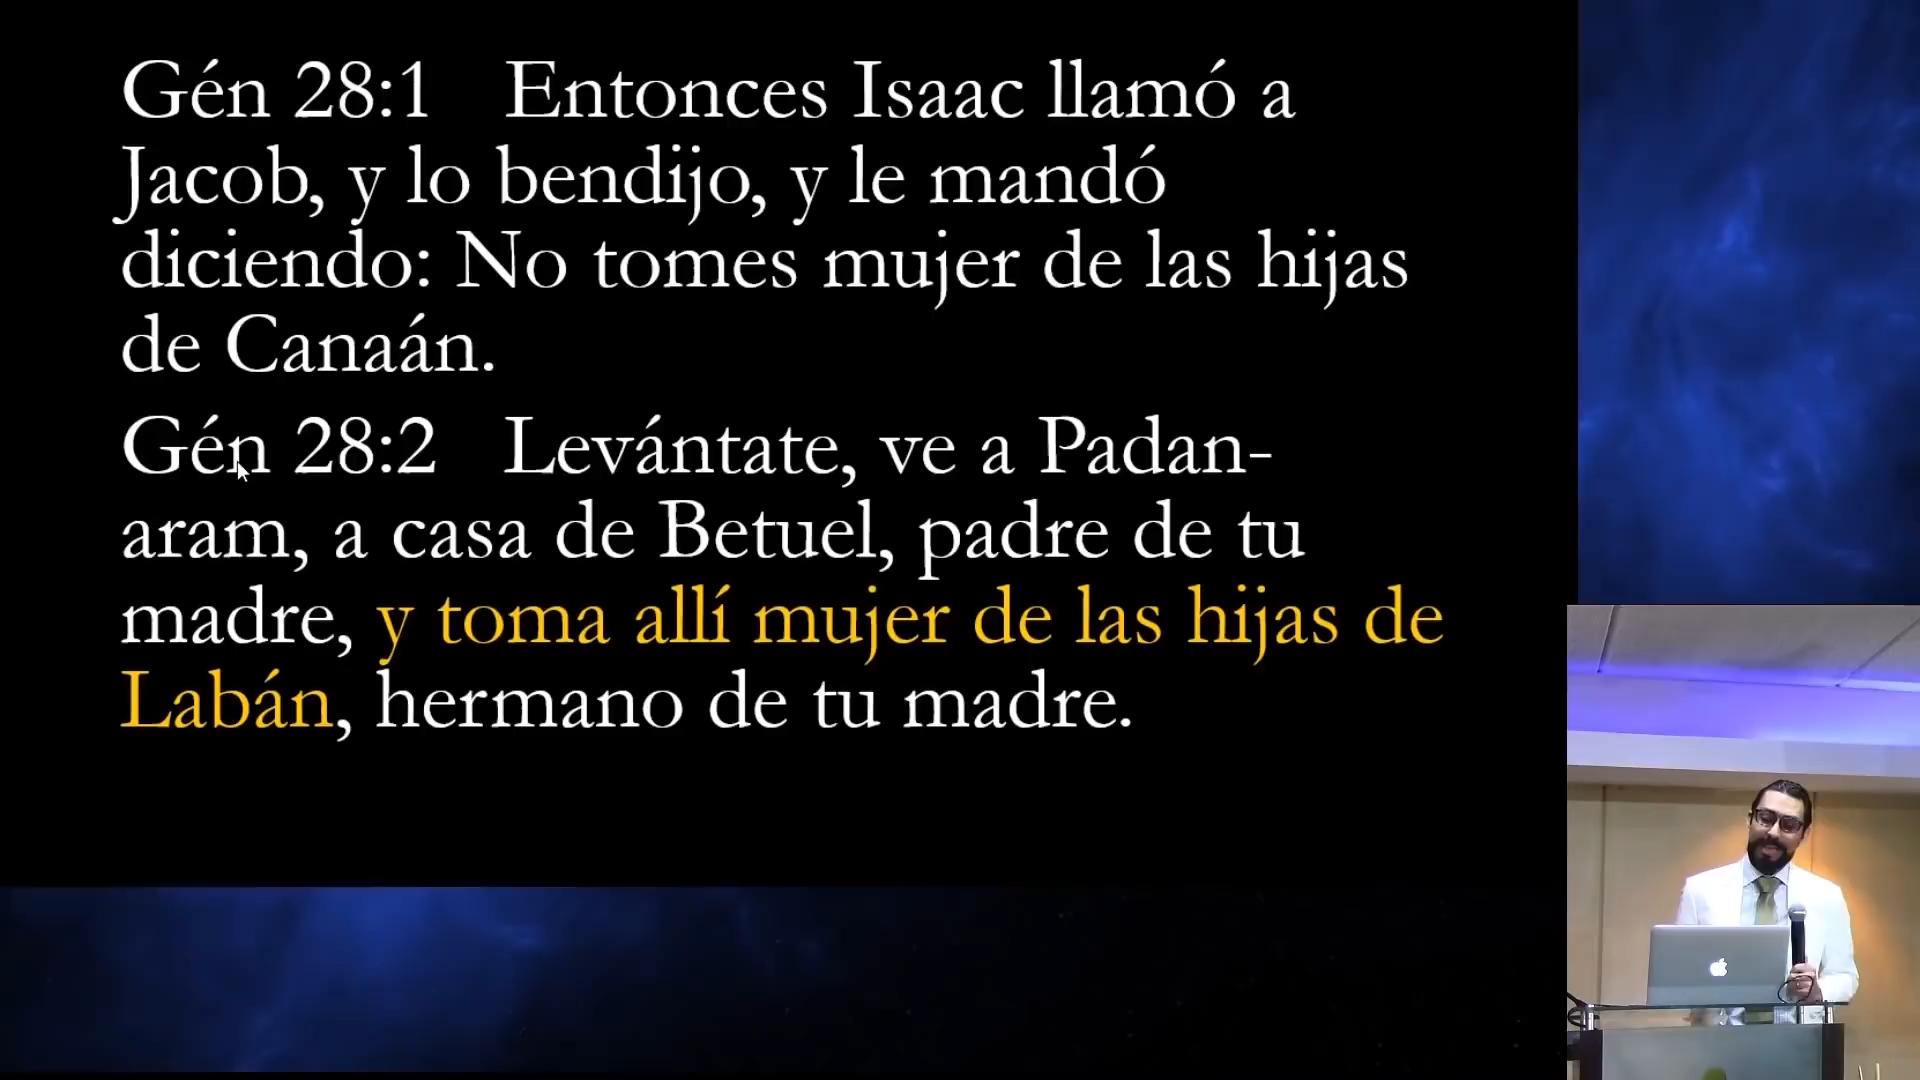 Gén 28:1 Entonces Isaac llamó a
Jacob, y lo bendijo, y le mandó
diciendo: No tomes mujer de las hijas
de Canaán.
Gén 28:2 Levántate, ve a Padan-
aram, a casa de Betuel, padre de tu
madre, y toma allí mujer de las hijas de
Labán, hermano de tu madre.